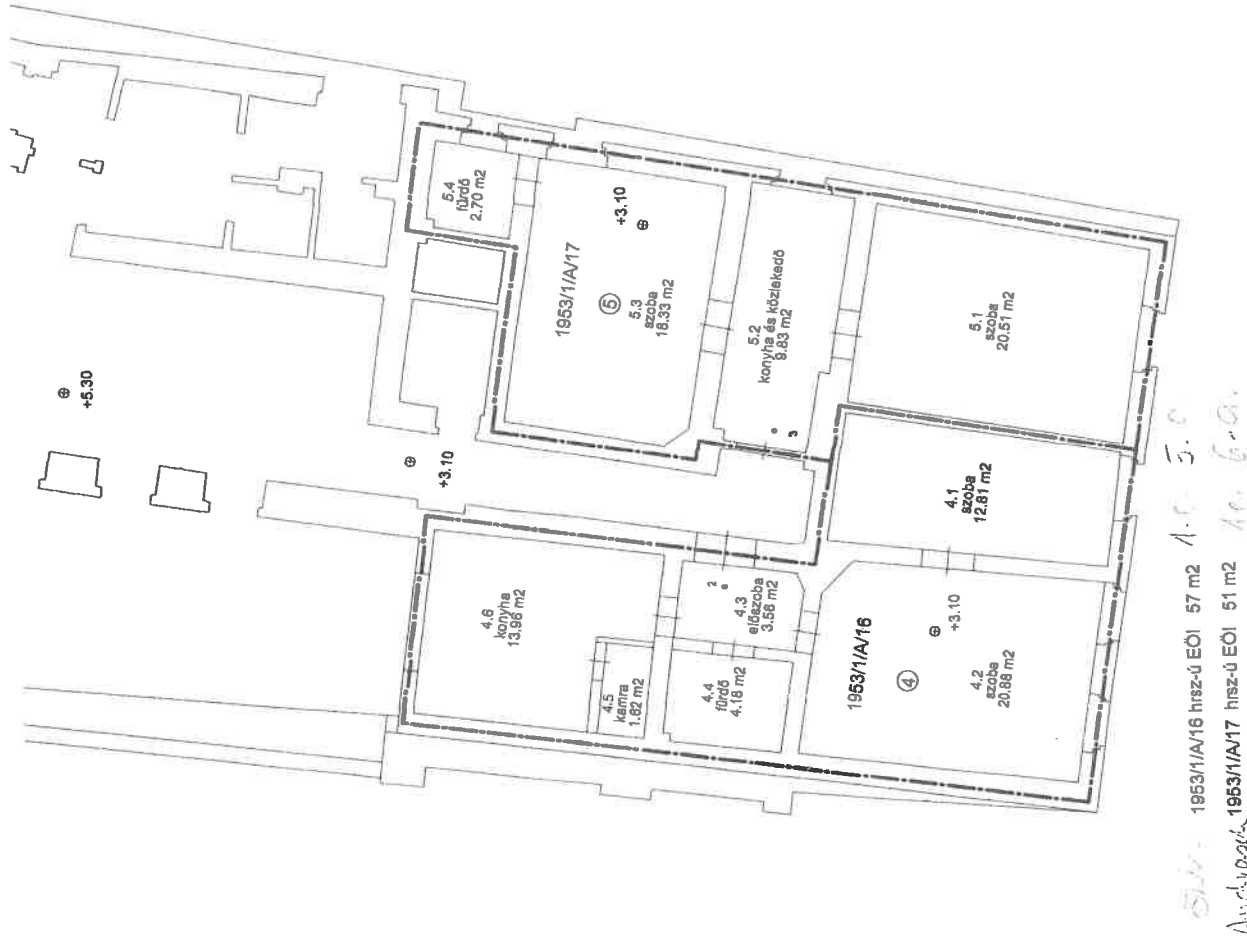 +5.30
+3.10
5.4
fürdő
2.70 m2
1953/1/A/17
5
+3.10
5.3
szoba
18.33 m2
5.2
konyha és közlekedő
9.83 m2
3
5.1
szoba
20.51 m2
4.1
szoba
12.81 m2
4.6
konyha
13.96 m2
4.5
kamra
1.62 m2
2
4.3
előszoba
3.56 m2
4.4
fürdő
4.18 m2
1953/1/A/16
4
+3.10
4.2
szoba
20.88 m2
1953/1/A/16 hrsz-ú EÖI 57 m2
1953/1/A/17 hrsz-ú EÖI 51 m2